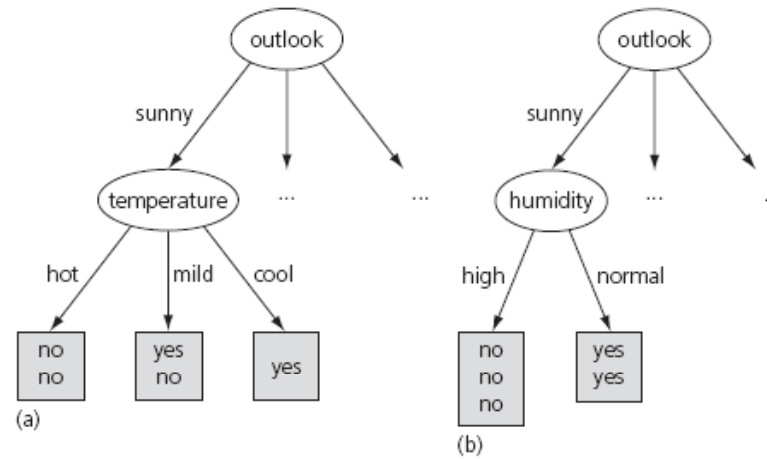 outlook
sunny
temperature
...
...
hot
mild
cool
no
no
yes
no
yes
(a)
outlook
sunny
humidity
...
high
normal
no
no
no
yes
yes
(b)